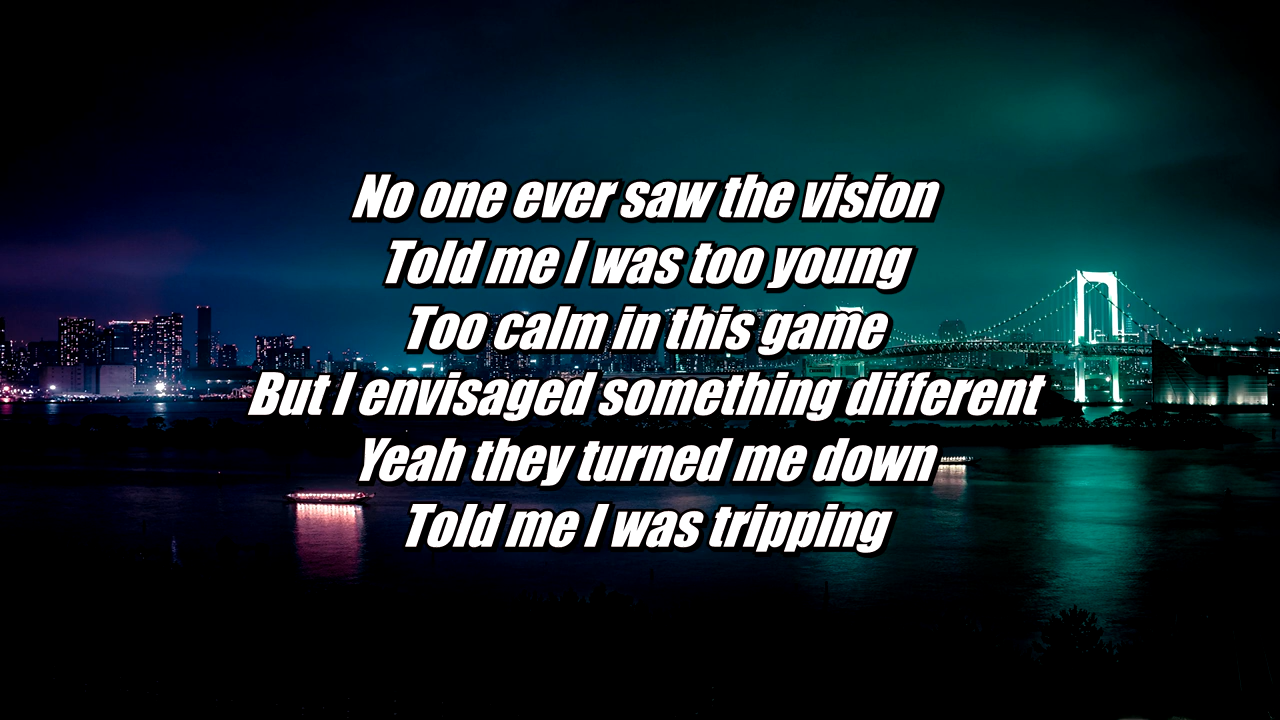 No one ever saw the vision
Told me I was too young
Too calm in this game
But I envisaged something different
Yeah they turned me down
Told me I was tripping